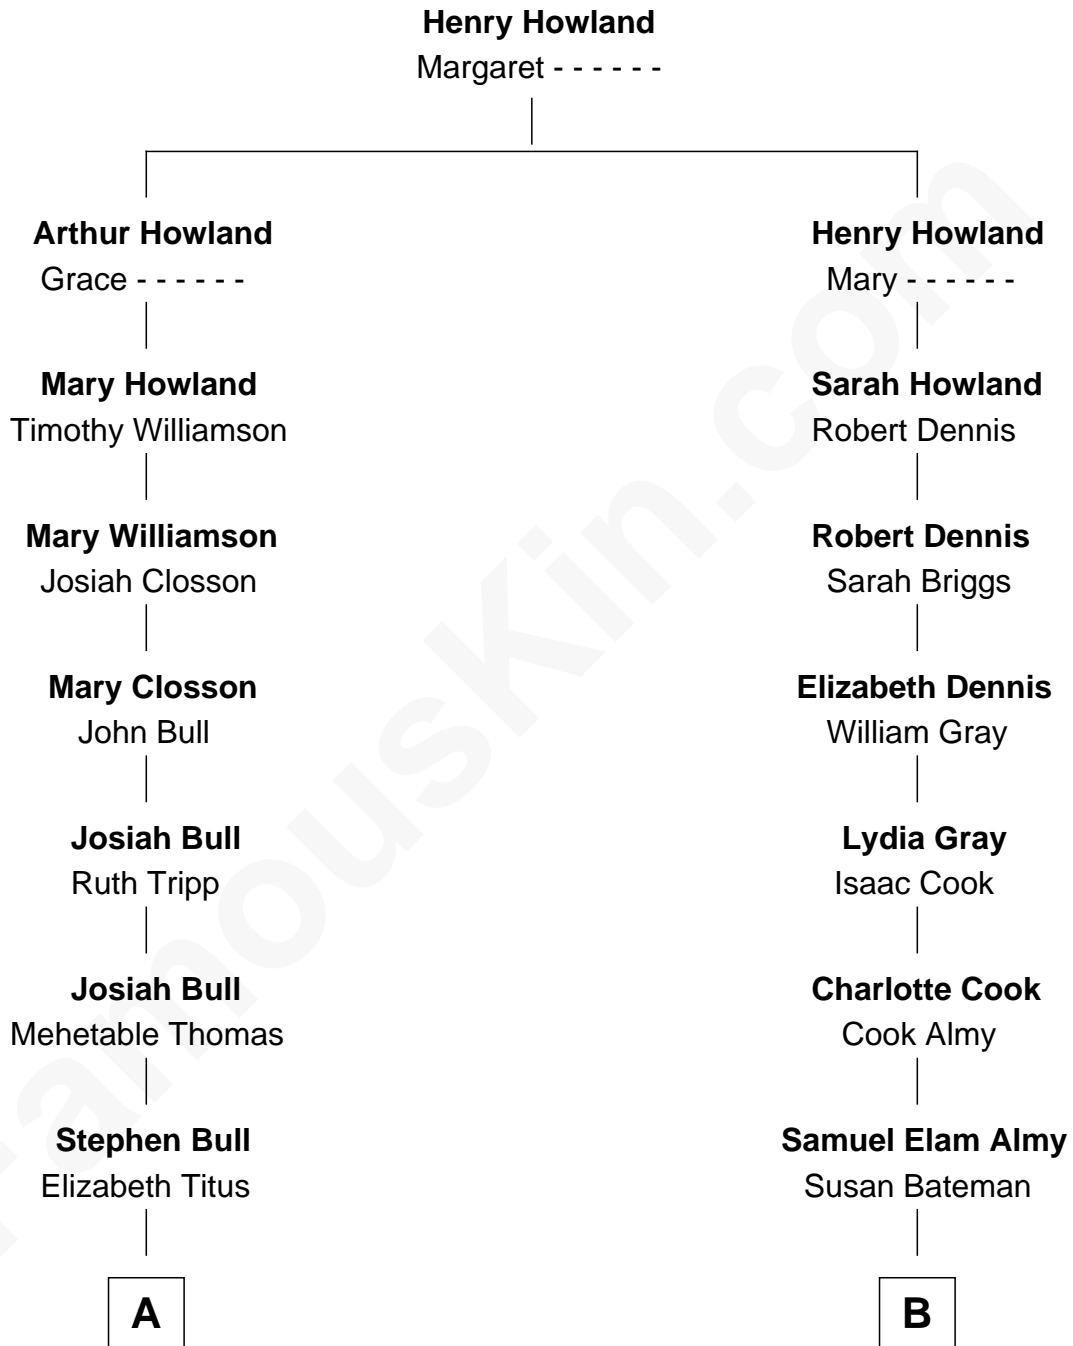 Henry Howland
Margaret - - - - - -
Arthur Howland
Grace - - - - - -
Henry Howland
Mary - - - - - -
Mary Howland
Timothy Williamson
Sarah Howland
Robert Dennis
Mary Williamson
Josiah Closson
Robert Dennis
Sarah Briggs
Mary Closson
John Bull
Elizabeth Dennis
William Gray
Josiah Bull
Ruth Tripp
Lydia Gray
Isaac Cook
Josiah Bull
Mehetable Thomas
Charlotte Cook
Cook Almy
Stephen Bull
Elizabeth Titus
Samuel Elam Almy
Susan Bateman
A
B
FamousKin.com